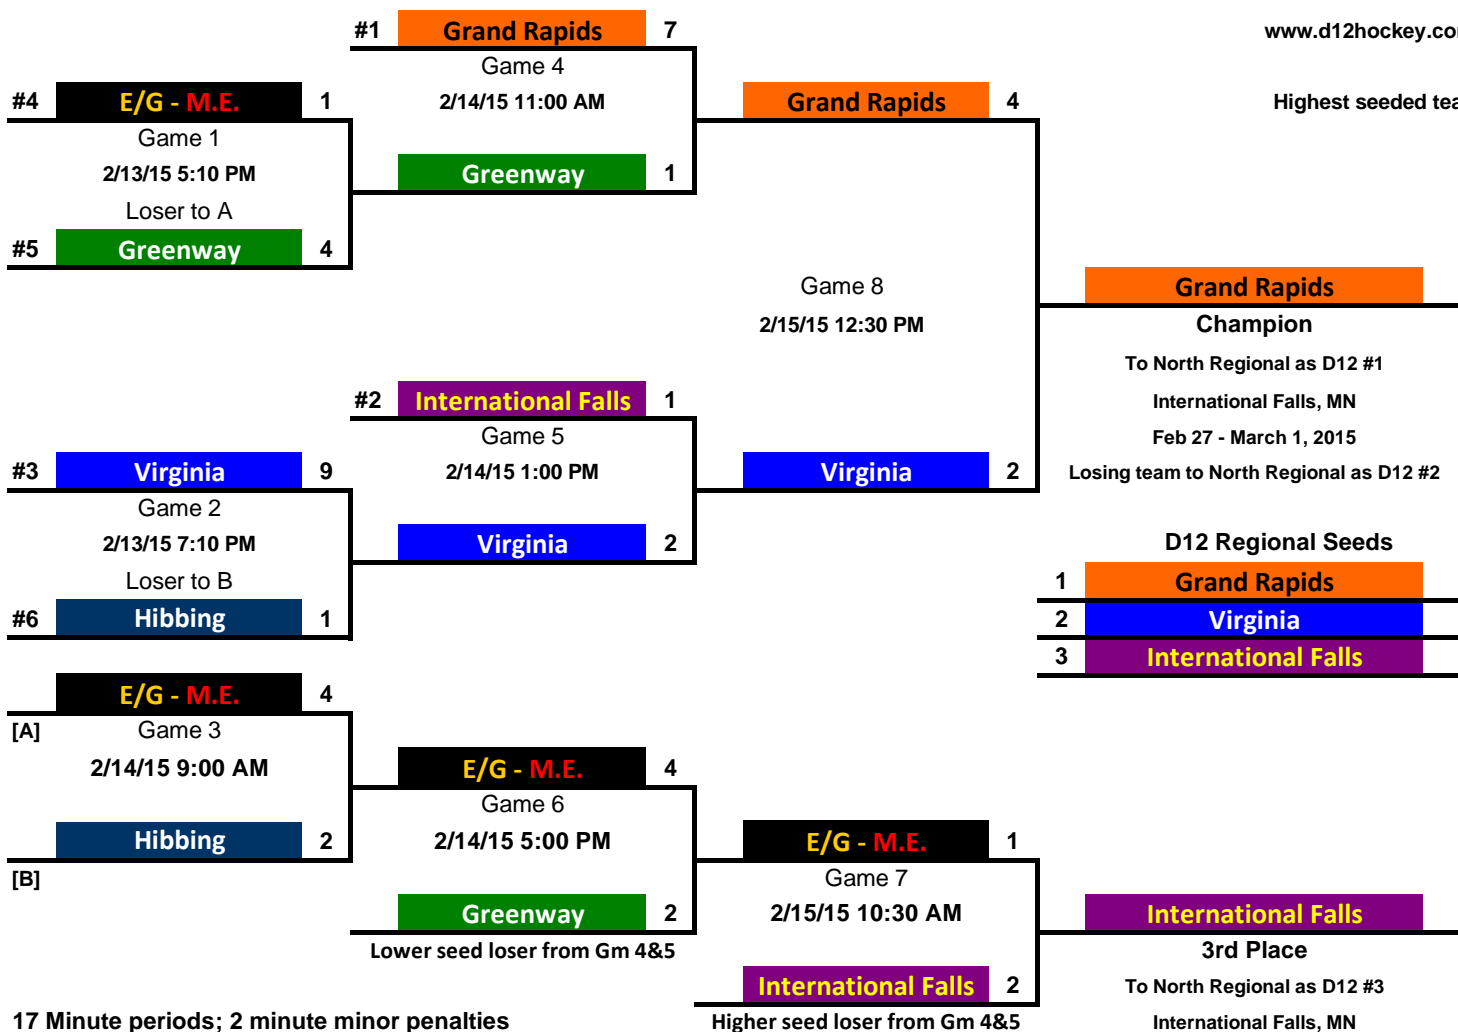 #1 Grand Rapids 7
www.d12hockey.co
Game 4
#4 E/G - M.E. 1
2/14/15 11:00 AM
Grand Rapids 4
Highest seeded
Game 1
2/13/15 5:10 PM
Greenway 1
Loser to A
#5 Greenway 4
Game 8
Grand Rapids
2/15/15 12:30 PM
Champion
To North Regional as D12 #1
#2 International Falls 1
International Falls, MN
Game 5
Feb 27 - March 1, 2015
#3 Virginia 9
2/14/15 1:00 PM
Virginia 2
Losing team to North Regional as D12 #2
Game 2
2/13/15 7:10 PM
Virginia 2
D12 Regional Seeds
Loser to B
1 Grand Rapids
#6 Hibbing 1
2 Virginia
3 International Falls
E/G - M.E. 4
[A] Game 3
2/14/15 9:00 AM
E/G - M.E. 4
Game 6
Hibbing 2
2/14/15 5:00 PM
E/G - M.E. 1
[B]
Game 7
Greenway 2
2/15/15 10:30 AM
International Falls
Lower seed loser from Gm 4&5
3rd Place
International Falls 2
To North Regional as D12 #3
17 Minute periods; 2 minute minor penalties
Higher seed loser from Gm 4&5
International Falls, MN